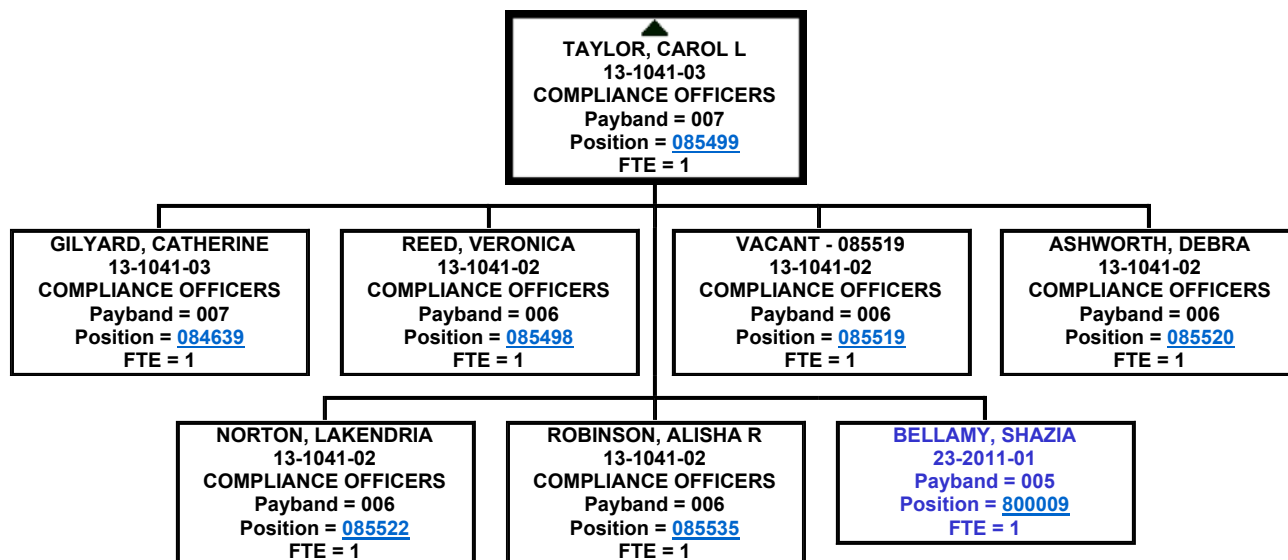 TAYLOR, CAROL L
13-1041-03
COMPLIANCE OFFICERS
Payband = 007
Position = 085499
FTE = 1
GILYARD, CATHERINE
13-1041-03
COMPLIANCE OFFICERS
Payband = 007
Position = 084639
FTE = 1
REED, VERONICA
13-1041-02
COMPLIANCE OFFICERS
Payband = 006
Position = 085498
FTE = 1
VACANT - 085519
13-1041-02
COMPLIANCE OFFICERS
Payband = 006
Position = 085519
FTE = 1
ASHWORTH, DEBRA
13-1041-02
COMPLIANCE OFFICERS
Payband = 006
Position = 085520
FTE = 1
NORTON, LAKENDRIA
13-1041-02
COMPLIANCE OFFICERS
Payband = 006
Position = 085522
FTE = 1
ROBINSON, ALISHA R
13-1041-02
COMPLIANCE OFFICERS
Payband = 006
Position = 085535
FTE = 1
BELLAMY, SHAZIA
23-2011-01
Payband = 005
Position = 800009
FTE = 1